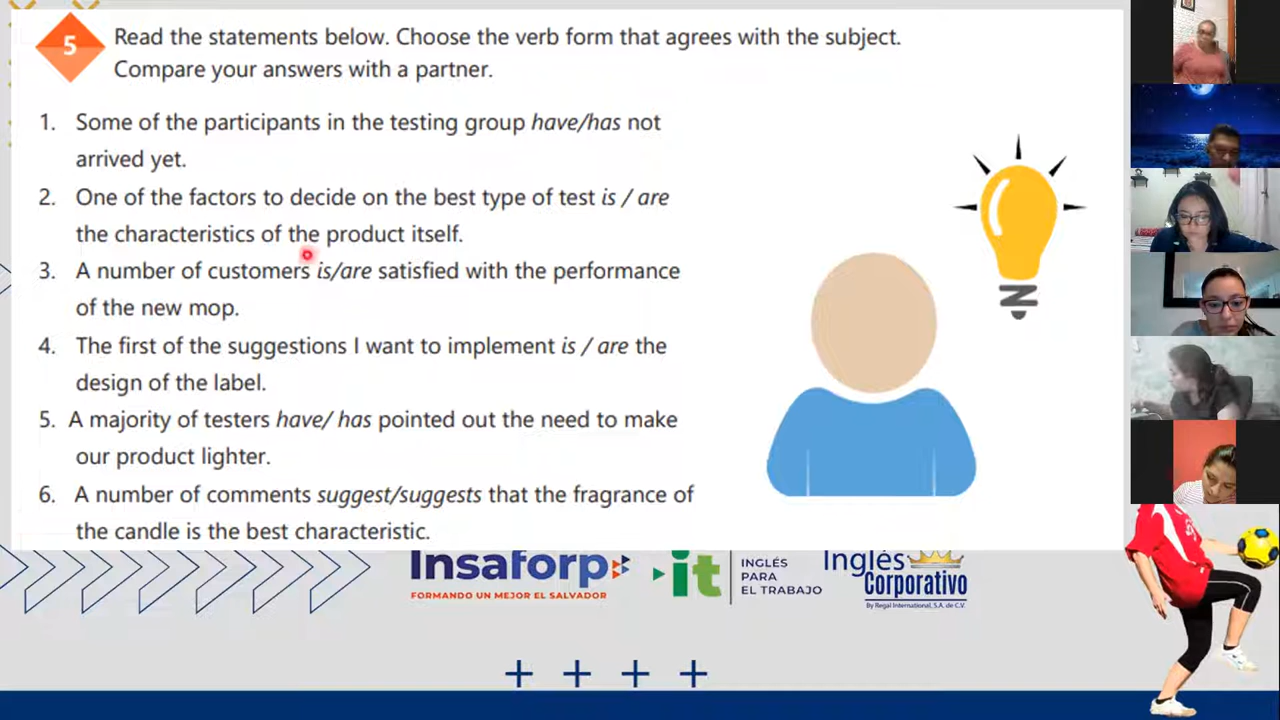 5
Read the statements below. Choose the verb form that agrees with the subject.
Compare your answers with a partner.
1. Some of the participants in the testing group have/has not
arrived yet.
2. One of the factors to decide on the best type of test is / are
the characteristics of the product itself.
3. A number of customers is/are satisfied with the performance
of the new mop.
4. The first of the suggestions I want to implement is / are the
design of the label.
5. A majority of testers have/ has pointed out the need to make
our product lighter.
6. A number of comments suggest/suggests that the fragrance of
the candle is the best characteristic.
Insaforp
FORMANDO UN MEJOR EL SALVADOR
it
INGLÉS
PARA
EL TRABAJO
Inglés
Corporativo
By Regal International, S.A. de C.V.